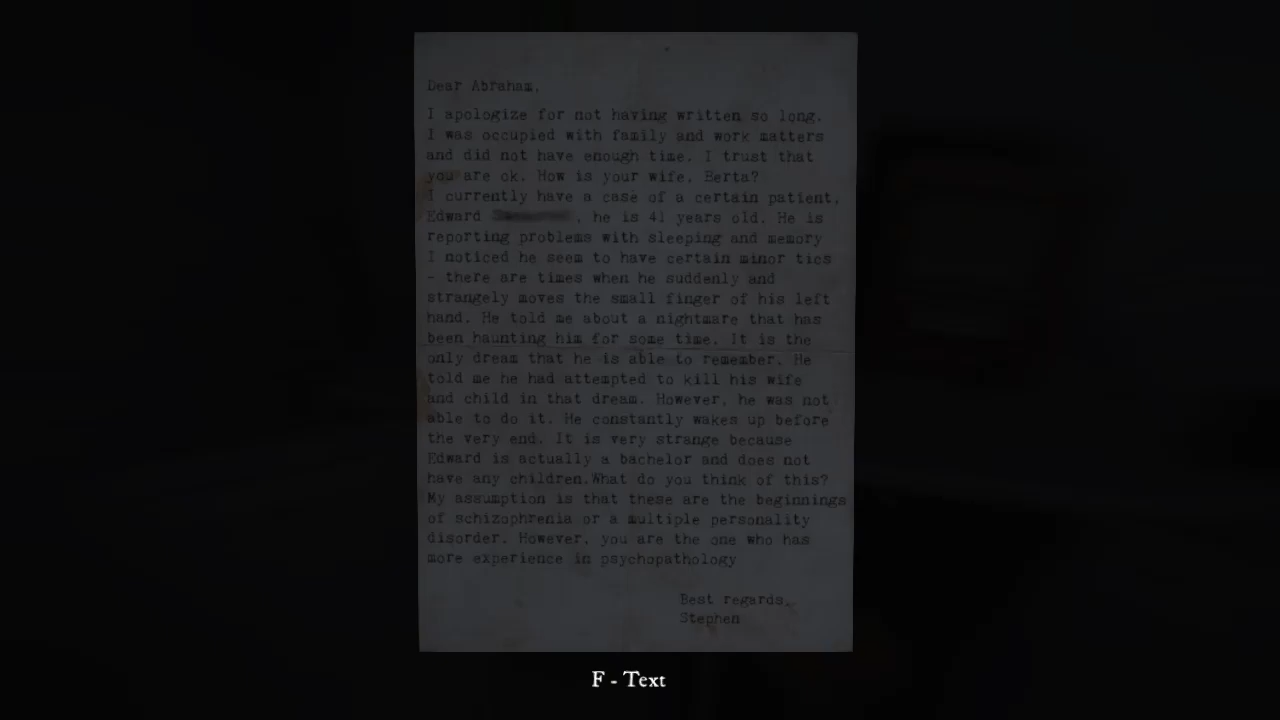 Dear Abraham,
I apologize for not having written so long.
I was occupied with family and work matters
and did not have enough time. I trust that
you are ok. How is your wife, Berta?
I currently have a case of a certain patient,
Edward , he is 41 years old. He is
reporting problems with sleeping and memory
I noticed he seem to have certain minor tics
- there are times when he suddenly and
strangely moves the small finger of his left
hand. He told me about a nightmare that has
been haunting him for some time. It is the
only dream that he is able to remember. He
told me he had attempted to kill his wife
and child in that dream. However, he was not
able to do it. He constantly wakes up before
the very end. It is very strange because
Edward is actually a bachelor and does not
have any children.What do you think of this?
My assumption is that these are the beginnings
of schizophrenia or a multiple personality
disorder. However, you are the one who has
more experience in psychopathology
Best regards,
Stephen
F - Text